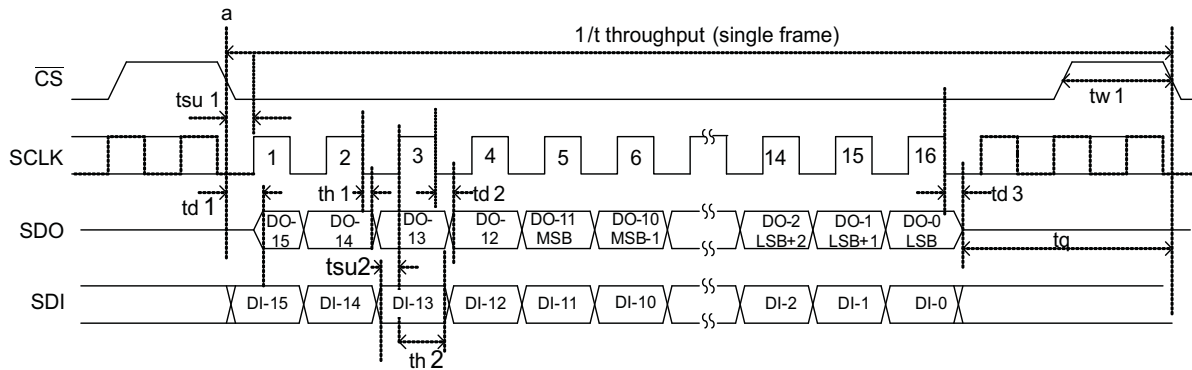 a
1/t throughput (single frame)
CS
tsu 1
tw 1
SCLK
1 2 3 4 5 6 14 15 16
td 1
th 1
td 2
td 3
SDO
DO-15
DO-14
DO-13
DO-12
DO-11 MSB
DO-10 MSB-1
DO-2 LSB+2
DO-1 LSB+1
DO-0 LSB
tq
tsu2
SDI
DI-15 DI-14 DI-13 DI-12 DI-11 DI-10 DI-2 DI-1 DI-0
th 2